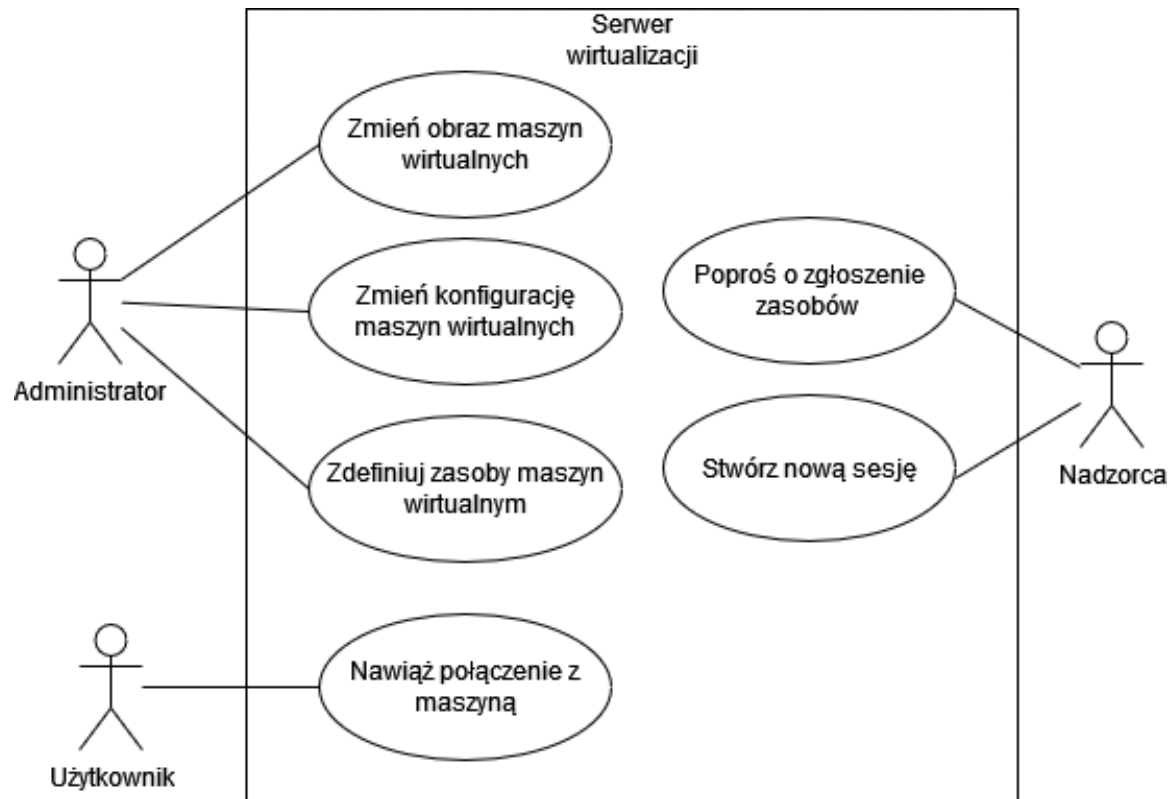 Serwer
wirtualizacji
Zmień obraz maszyn
wirtualnych
Zmień konfigurację
maszyn wirtualnych
Poproś o zgłoszenie
zasobów
Administrator
Zdefiniuj zasoby maszyn
wirtualnym
Stwórz nową sesję
Nadzorca
Nawiąż połączenie z
maszyną
Użytkownik